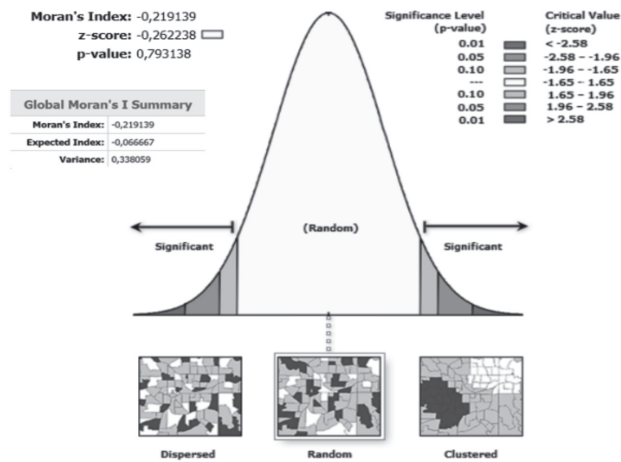 Moran's Index: -0,219139
z-score: -0,262238
p-value: 0,793138
Global Moran's I Summary
Moran's Index: -0,219139
Expected Index: -0,066667
Variance: 0,338059
Significance Level
(p-value)
Critical Value
(z-score)
0.01 < -2.58
0.05 -2.58 – -1.96
0.10 -1.96 – -1.65
--- -1.65 – 1.65
0.10 1.65 – 1.96
0.05 1.96 – 2.58
0.01 > 2.58
Significant
(Random)
Significant
Dispersed
Random
Clustered